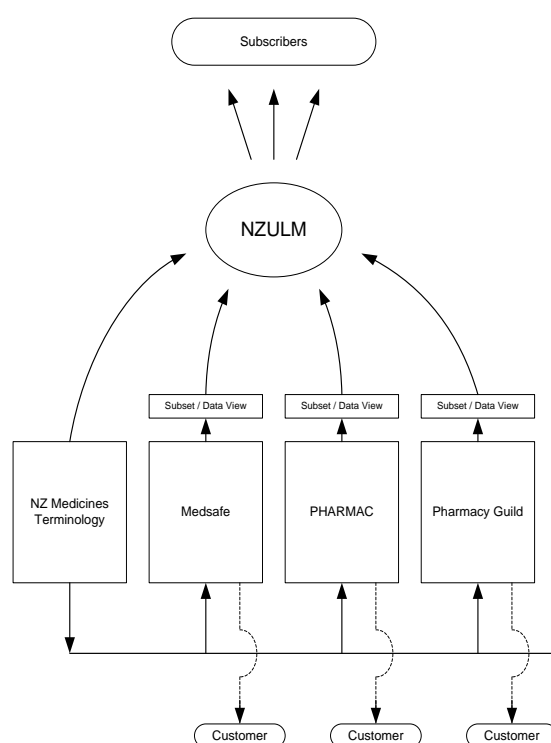 Subscribers
NZULM
Subset / Data View
Subset / Data View
Subset / Data View
NZ Medicines
Terminology
Medsafe
PHARMAC
Pharmacy Guild
Customer
Customer
Customer